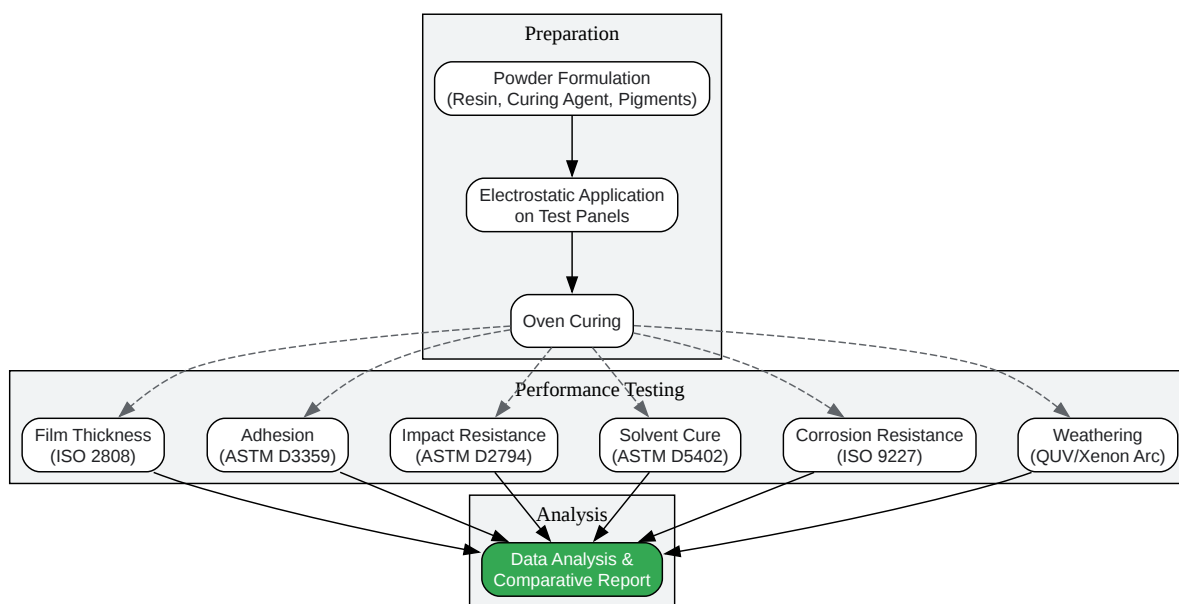 Preparation
Powder Formulation
(Resin, Curing Agent, Pigments)
Electrostatic Application
on Test Panels
Oven Curing
Performance Testing
Film Thickness
(ISO 2808)
Adhesion
(ASTM D3359)
Impact Resistance
(ASTM D2794)
Solvent Cure
(ASTM D5402)
Corrosion Resistance
(ISO 9227)
Weathering
(QUV/Xenon Arc)
Analysis
Data Analysis &
Comparative Report